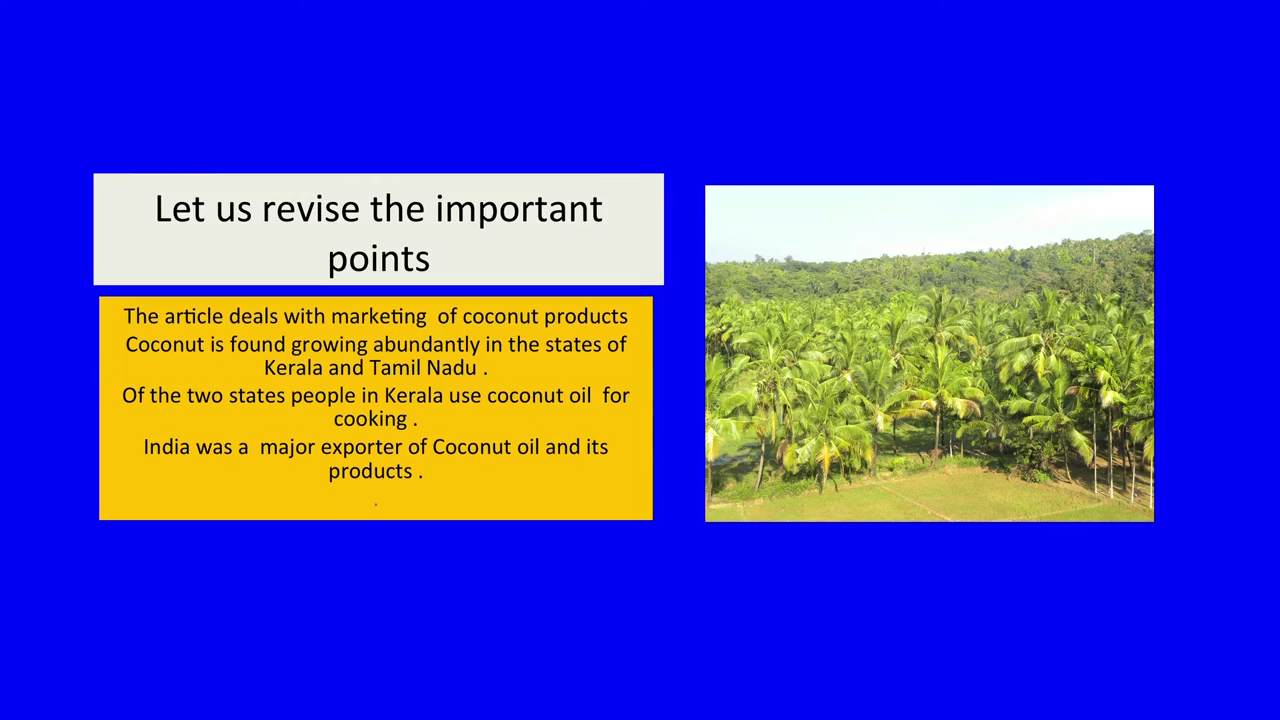 Let us revise the important
points
The article deals with marketing  of coconut products
Coconut is found growing abundantly in the states of
Kerala and Tamil Nadu .
Of the two states people in Kerala use coconut oil  for
cooking .
India was a  major exporter of Coconut oil and its
products .
.